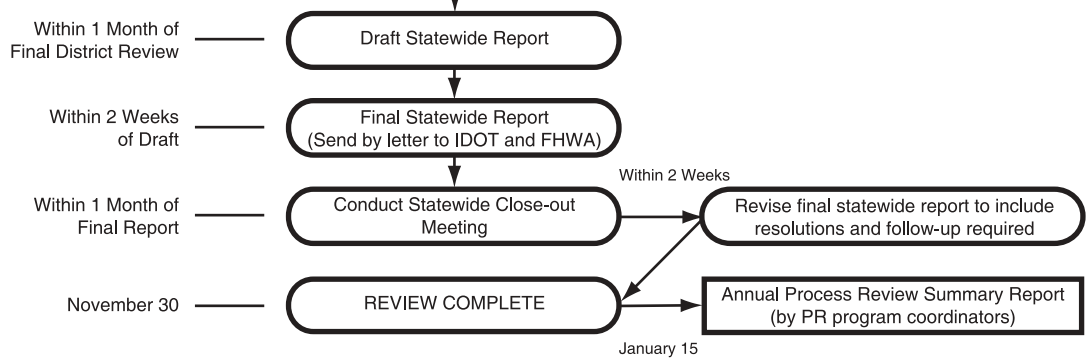 Within 1 Month of
Final District Review
Draft Statewide Report
Within 2 Weeks
of Draft
Final Statewide Report
(Send by letter to IDOT and FHWA)
Within 1 Month of
Final Report
Conduct Statewide Close-out
Meeting
Within 2 Weeks
Revise final statewide report to include
resolutions and follow-up required
November 30
REVIEW COMPLETE
January 15
Annual Process Review Summary Report
(by PR program coordinators)